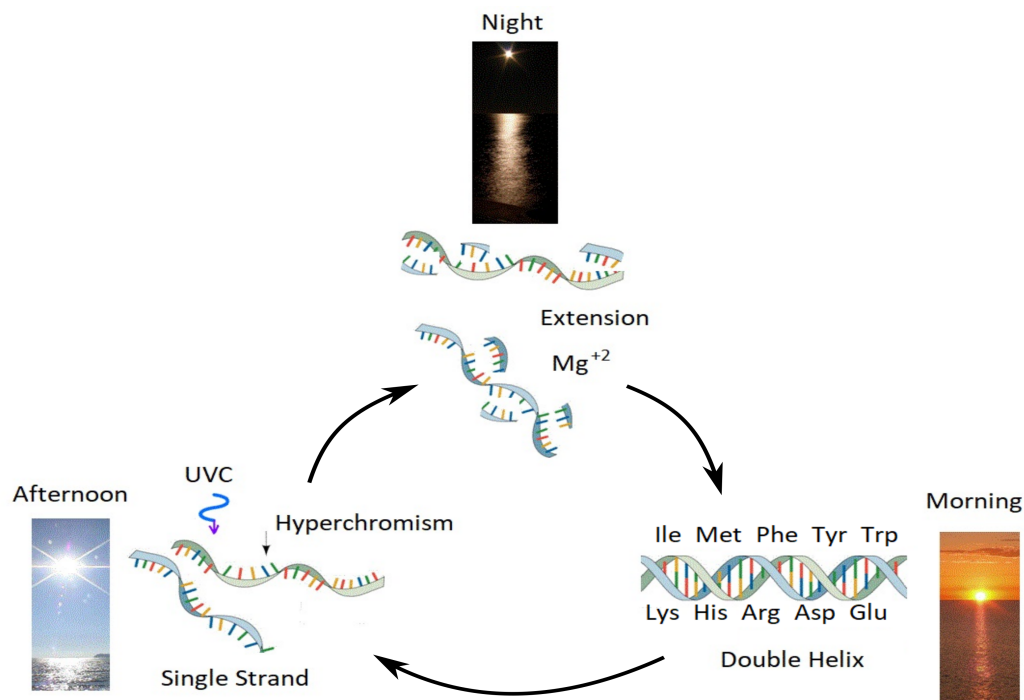 Night
Extension
Mg+2
UVC
Afternoon
Hyperchromism
Single Strand
Morning
Ile Met Phe Tyr Trp
Lys His Arg Asp Glu
Double Helix